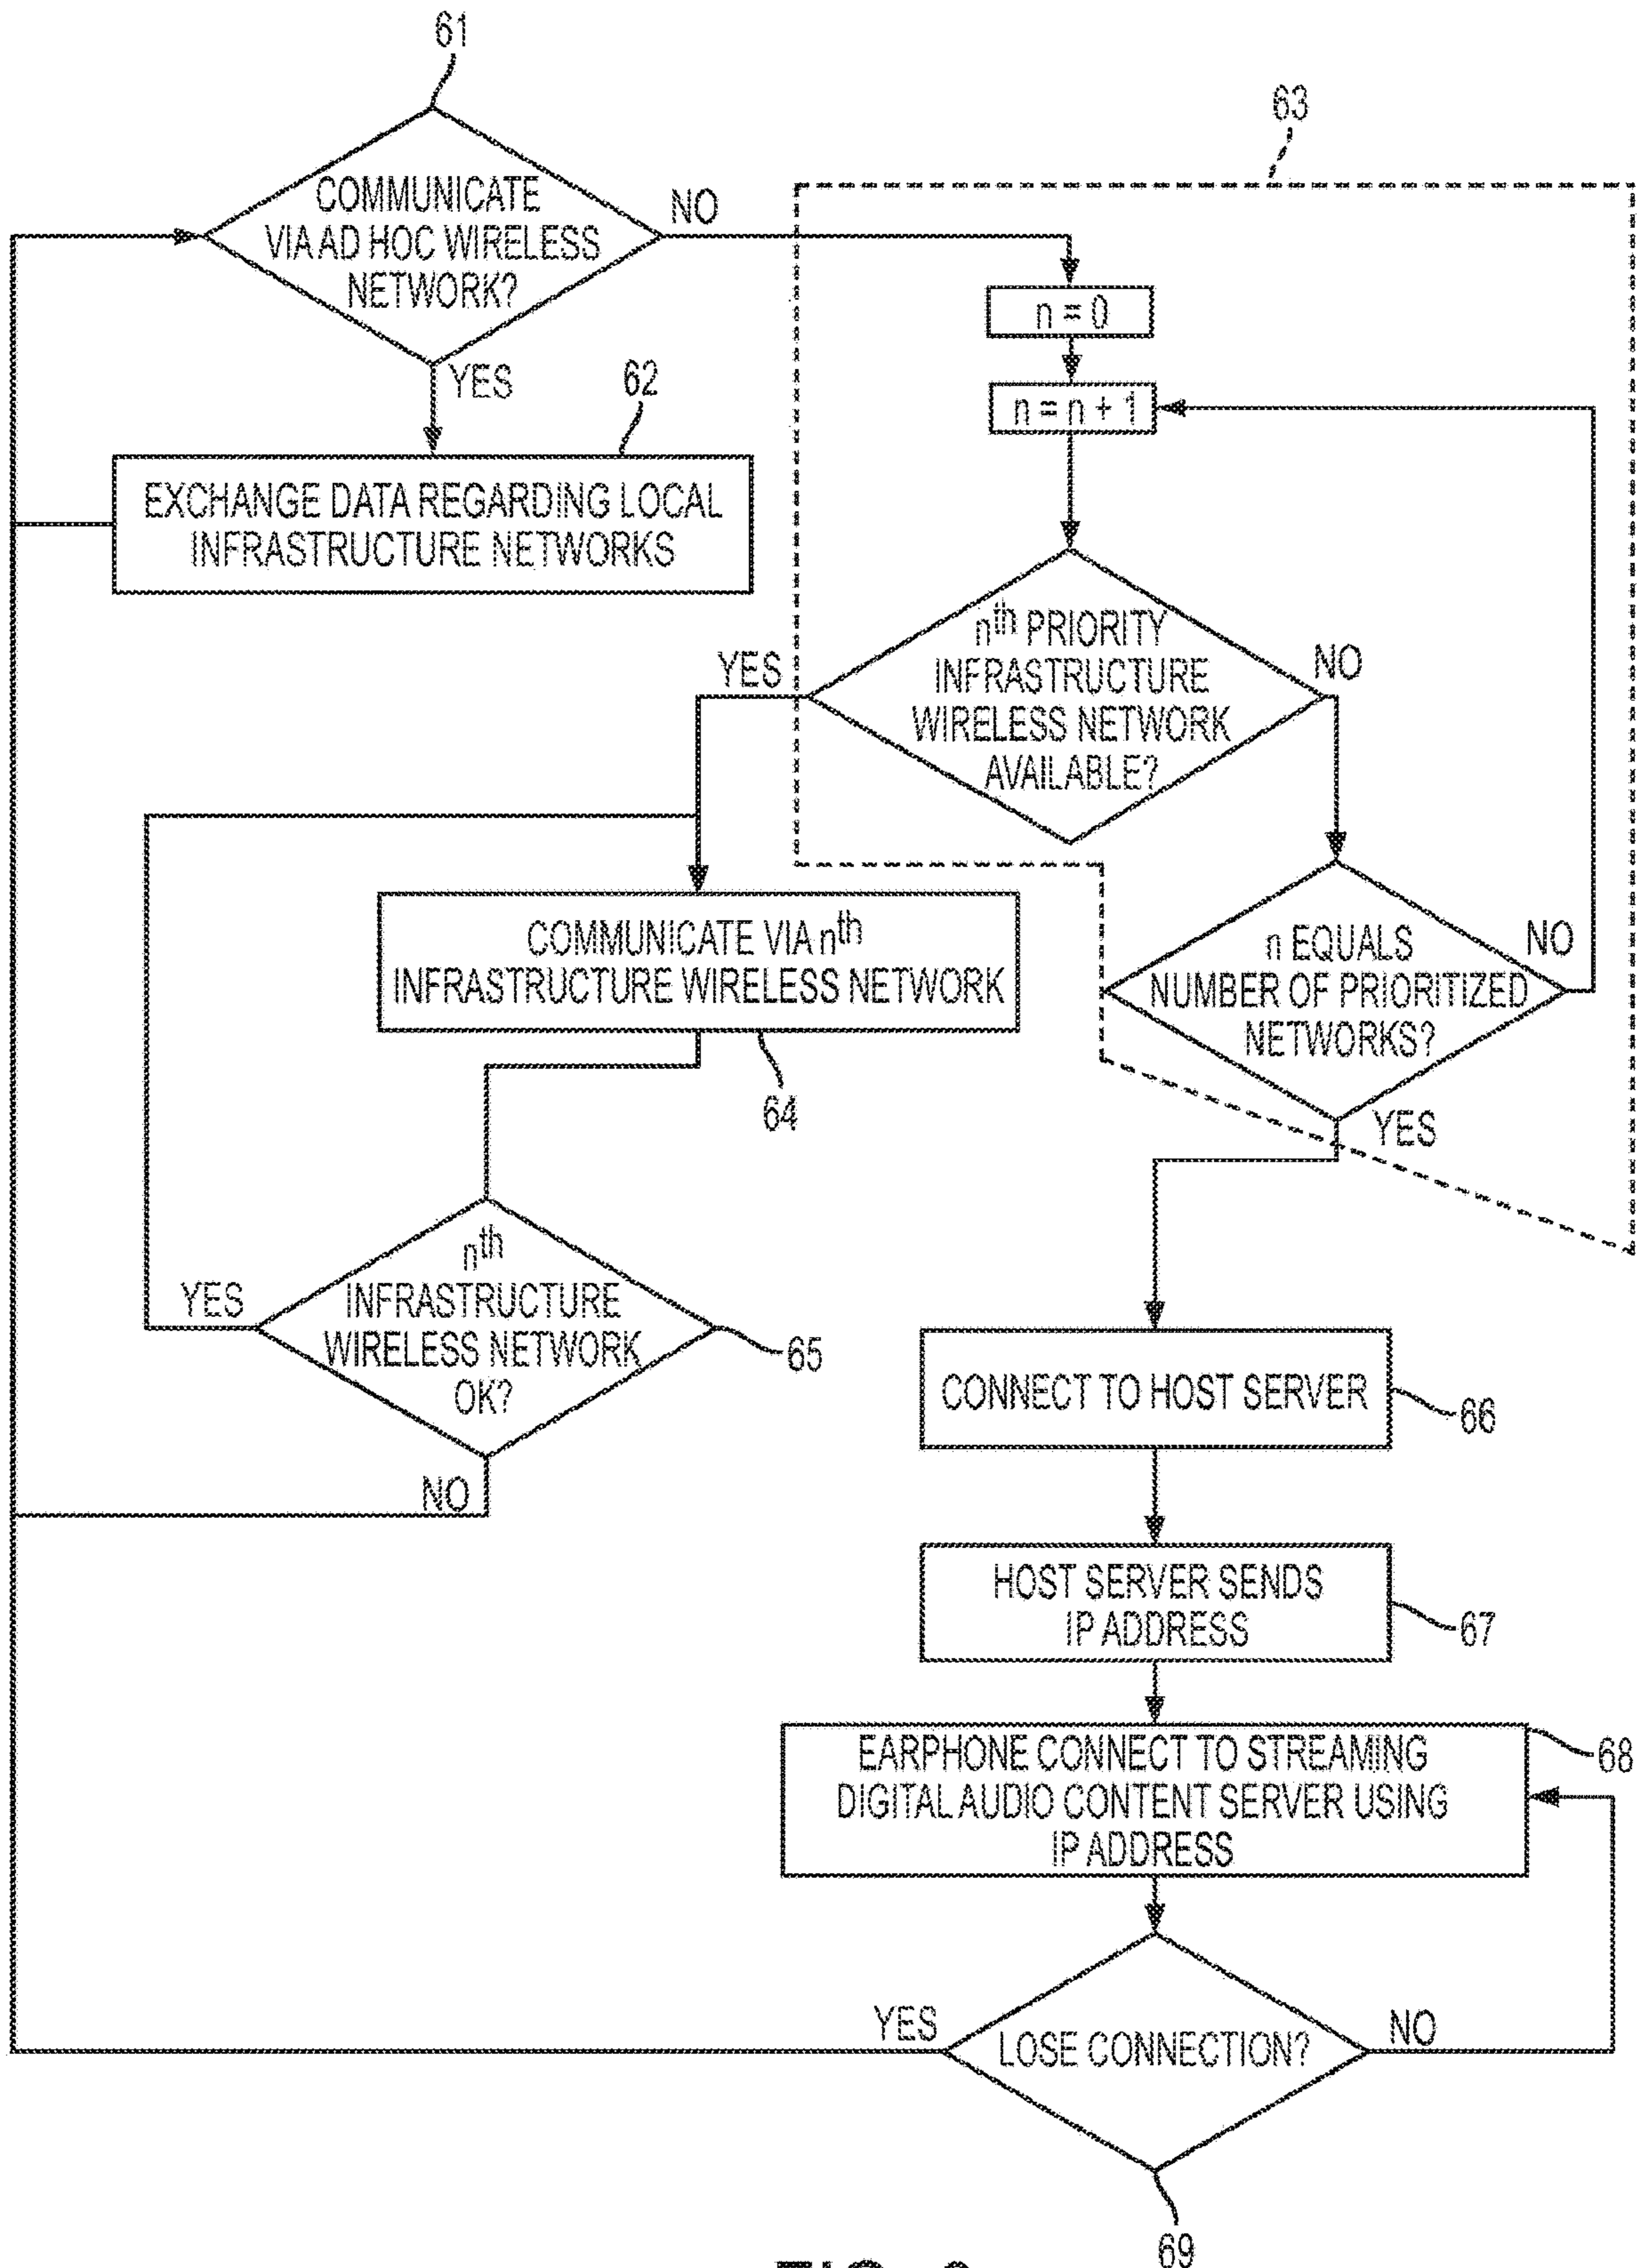 61
63
COMMUNICATE
VIA AD HOC WIRELESS
NETWORK?
NO
YES
n = 0
n = n + 1
62
EXCHANGE DATA REGARDING LOCAL
INFRASTRUCTURE NETWORKS
nth PRIORITY
INFRASTRUCTURE
WIRELESS NETWORK
AVAILABLE?
YES
NO
COMMUNICATE VIA nth
INFRASTRUCTURE WIRELESS NETWORK
64
n EQUALS
NUMBER OF PRIORITIZED
NETWORKS?
NO
YES
nth
INFRASTRUCTURE
WIRELESS NETWORK
OK?
YES
65
NO
CONNECT TO HOST SERVER
66
HOST SERVER SENDS
IP ADDRESS
67
EARPHONE CONNECT TO STREAMING
DIGITAL AUDIO CONTENT SERVER USING
IP ADDRESS
68
YES
LOSE CONNECTION?
NO
69